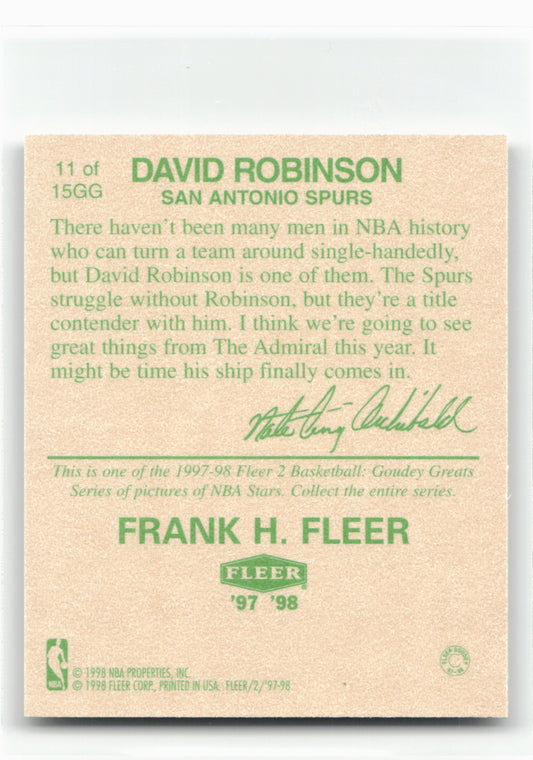 11 of
15GG
DAVID ROBINSON
SAN ANTONIO SPURS
There haven't been many men in NBA history
who can turn a team around single-handedly,
but David Robinson is one of them. The Spurs
struggle without Robinson, but they're a title
contender with him. I think we're going to see
great things from The Admiral this year. It
might be time his ship finally comes in.
Nate Tiny Archibald
This is one of the 1997-98 Fleer 2 Basketball: Goudey Greats
Series of pictures of NBA Stars. Collect the entire series.
FRANK H. FLEER
FLEER
'97 '98
NBA
© 1998 NBA PROPERTIES, INC.
© 1998 FLEER CORP., PRINTED IN USA. FLEER/2/'97-98